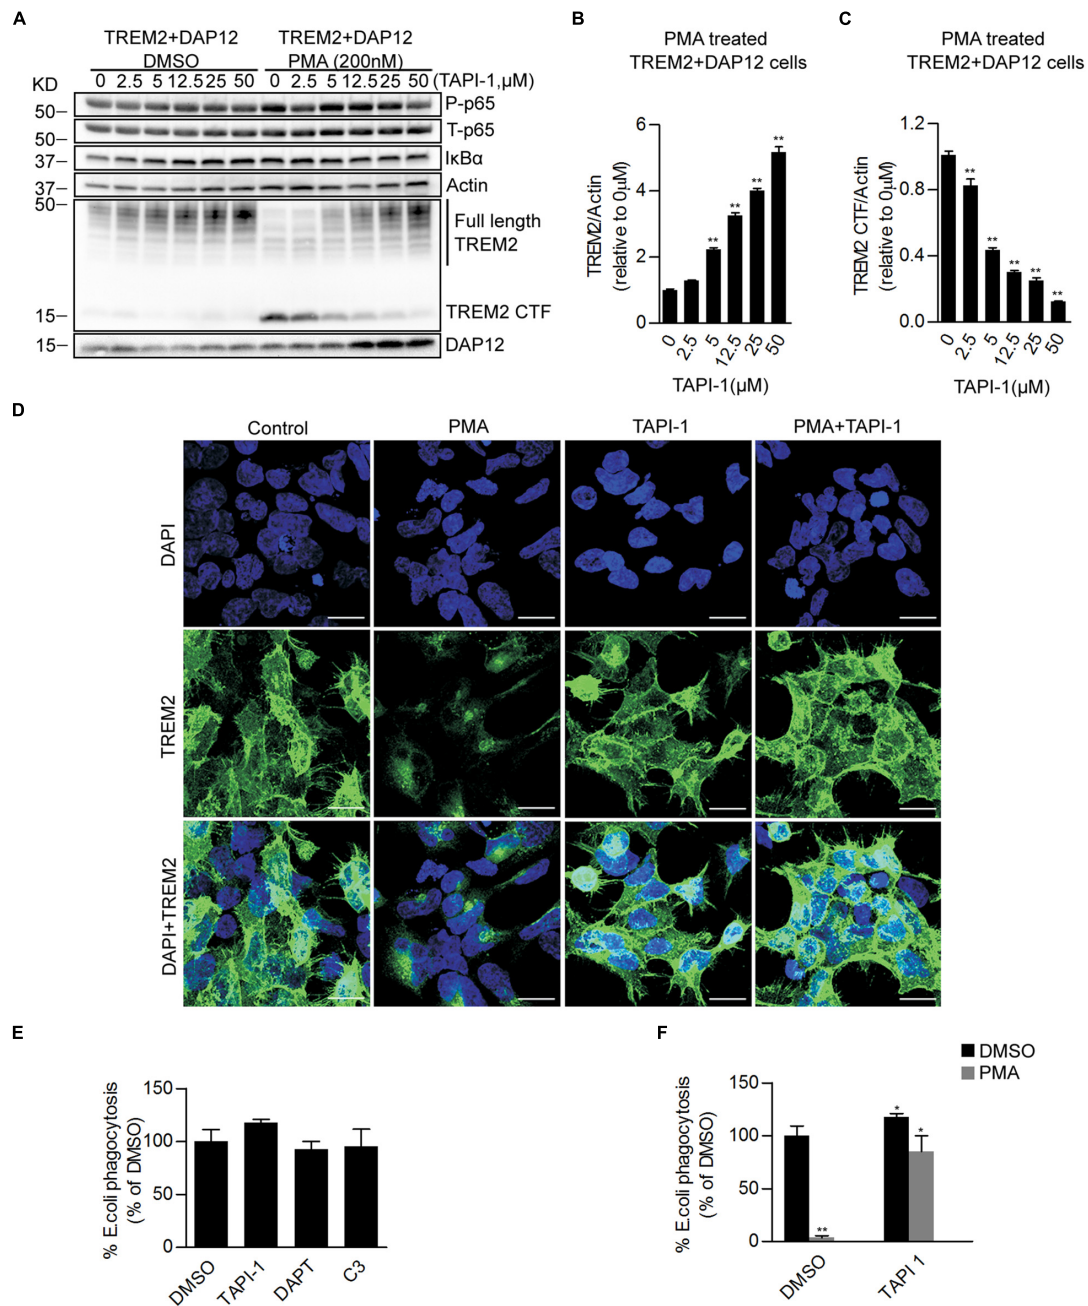 A
TREM2+DAP12 TREM2+DAP12
DMSO PMA (200nM)
KD 0 2.5 5 12.5 25 50 0 2.5 5 12.5 25 50 (TAPI-1,µM)
50 P-p65
50 T-p65
37 IκBα
37 Actin
50
Full length
TREM2
15 TREM2 CTF
15 DAP12
B
PMA treated
TREM2+DAP12 cells
TREM2/Actin
(relative to 0µM)
6
4
2
0
** ** ** **
0 2.5 5 12.5 25 50
TAPI-1(µM)
C
PMA treated
TREM2+DAP12 cells
TREM2 CTF/Actin
(relative to 0µM)
1.2
0.8
0.4
0.0
** ** ** ** **
0 2.5 5 12.5 25 50
TAPI-1(µM)
D
Control PMA TAPI-1 PMA+TAPI-1
DAPI
TREM2
DAPI+TREM2
E
% E.coli phagocytosis
(% of DMSO)
150
100
50
0
DMSO TAPI-1 DAPT C3
F
DMSO
PMA
% E.coli phagocytosis
(% of DMSO)
150
100
50
0
** * *
DMSO TAPI 1